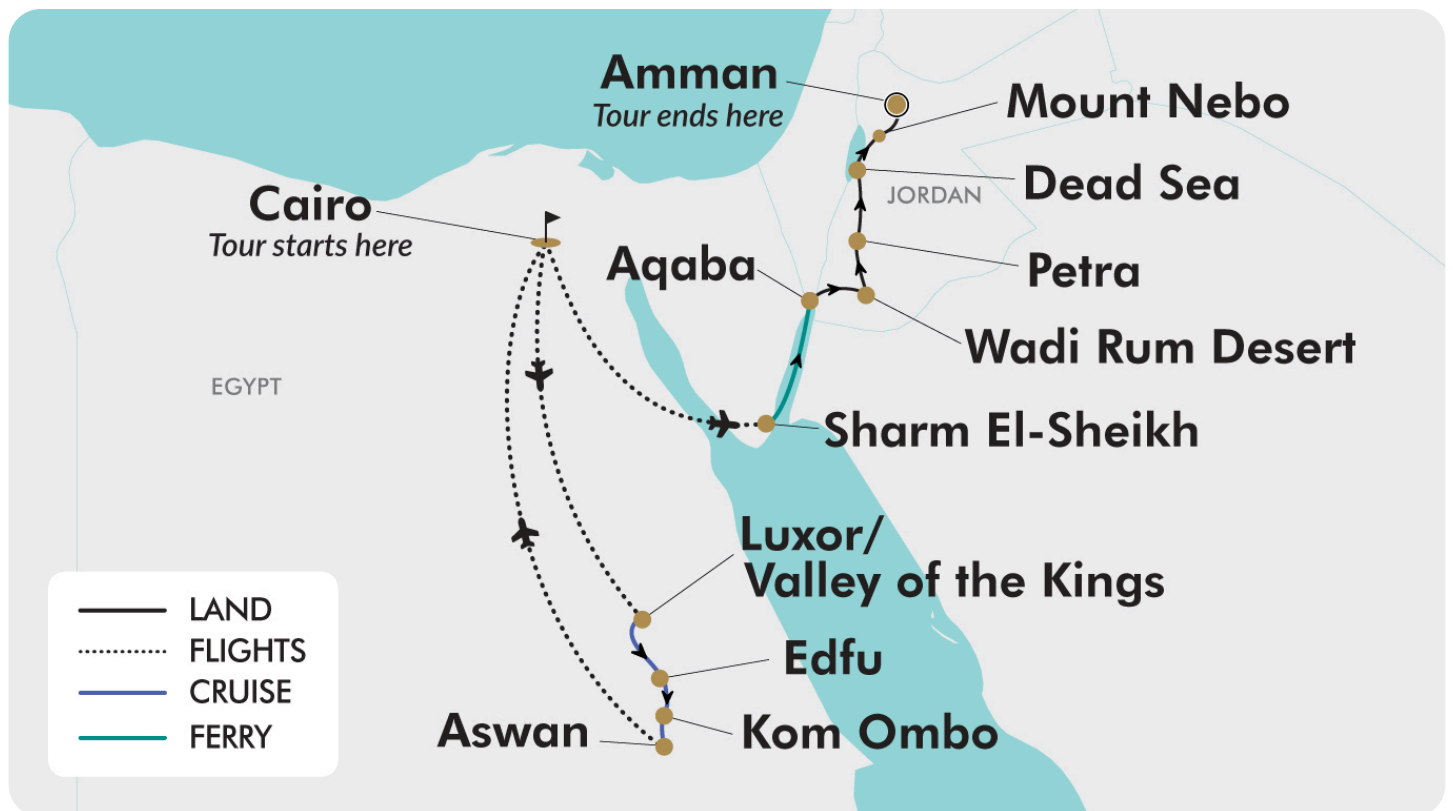 Amman
Tour ends here
Mount Nebo
Dead Sea
JORDAN
Cairo
Tour starts here
Aqaba
Petra
Wadi Rum Desert
EGYPT
Sharm El-Sheikh
Luxor/
Valley of the Kings
Edfu
Aswan
Kom Ombo
LAND
FLIGHTS
CRUISE
FERRY